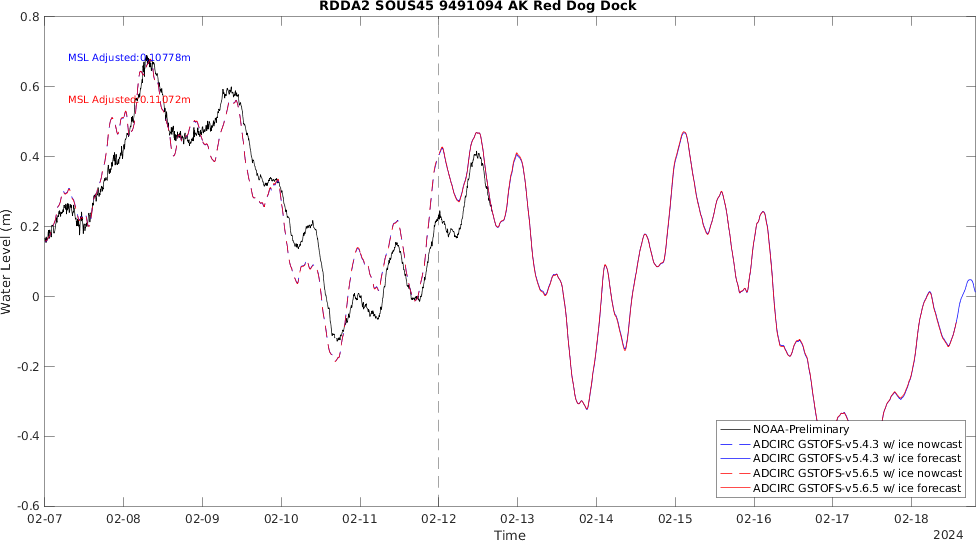 RDDA2 SOUS45 9491094 AK Red Dog Dock
MSL Adjusted:0.10778m
MSL Adjusted:0.11072m
Water Level (m)
0.8
0.6
0.4
0.2
0
-0.2
-0.4
-0.6
NOAA-Preliminary
ADCIRC GSTOFS-v5.4.3 w/ ice nowcast
ADCIRC GSTOFS-v5.4.3 w/ ice forecast
ADCIRC GSTOFS-v5.6.5 w/ ice nowcast
ADCIRC GSTOFS-v5.6.5 w/ ice forecast
02-07 02-08 02-09 02-10 02-11 02-12 02-13 02-14 02-15 02-16 02-17 02-18
Time
2024